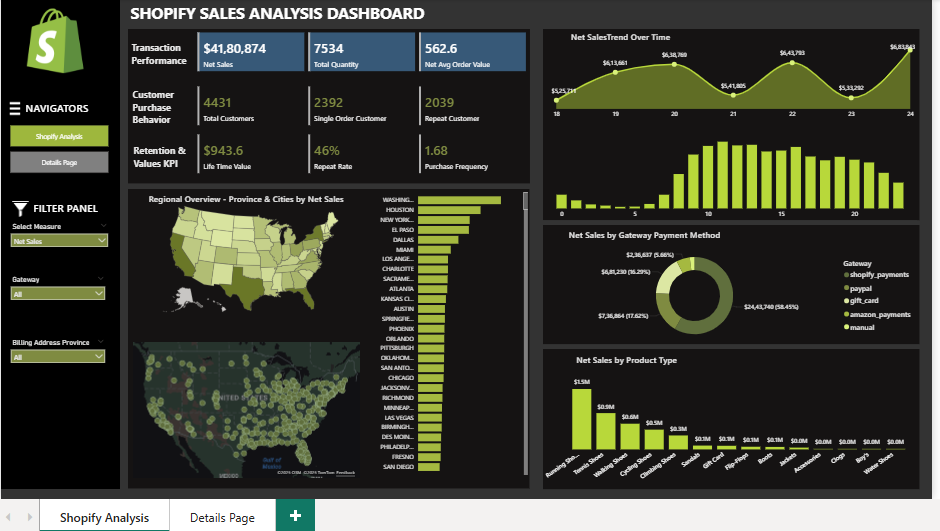 SHOPIFY SALES ANALYSIS DASHBOARD
S
NAVIGATORS
Shopify Analysis
Details Page
FILTER PANEL
Select Measure
Net Sales
Gateway
All
Billing Address Province
All
Transaction Performance
$41,80,874
Net Sales
7534
Total Quantity
562.6
Net Avg Order Value
Customer Purchase Behavior
4431
Total Customers
2392
Single Order Customer
2039
Repeat Customer
Retention & Values KPI
$943.6
Life Time Value
46%
Repeat Rate
1.68
Purchase Frequency
Regional Overview - Province & Cities by Net Sales
WASHING...
HOUSTON
NEW YORK...
EL PASO
DALLAS
MIAMI
LOS ANGE...
CHARLOTTE
SACRAME...
ATLANTA
KANSAS CI...
AUSTIN
SPRINGFIE...
PHOENIX
ORLANDO
PITTSBURGH
OKLAHOM...
SAN ANTO...
CHICAGO
JACKSONV...
RICHMOND
MINNEAP...
LAS VEGAS
BIRMINGH...
DES MOIN...
PHILADELP...
FRESNO
SAN DIEGO
UNITED STATES
Gulf of
Mexico
MEXICO
©2025 OSM ©2025 TomTom Feedback
Net SalesTrend Over Time
$6,13,661
$6,38,769
$5,41,805
$6,43,793
$5,33,292
18 19 20 21 22 23 24
0 5 10 15 20
Net Sales by Gateway Payment Method
$2,36,637 (5.66%)
$6,81,230 (16.29%)
$7,36,864 (17.62%)
$24,43,740 (58.45%)
Gateway
shopify_payments
paypal
gift_card
amazon_payments
manual
Net Sales by Product Type
$1.5M $0.9M $0.6M $0.5M $0.3M $0.1M $0.1M $0.1M $0.1M $0.0M $0.0M $0.0M $0.0M $0.0M
Running Sho...
Tennis Shoes
Walking Shoes
Cycling Shoes
Climbing Shoes
Sandals
Gift Card
Flip-Flops
Boots
Jackets
Accessories
Clogs
Boy's
Water Shoes
Shopify Analysis
Details Page
+